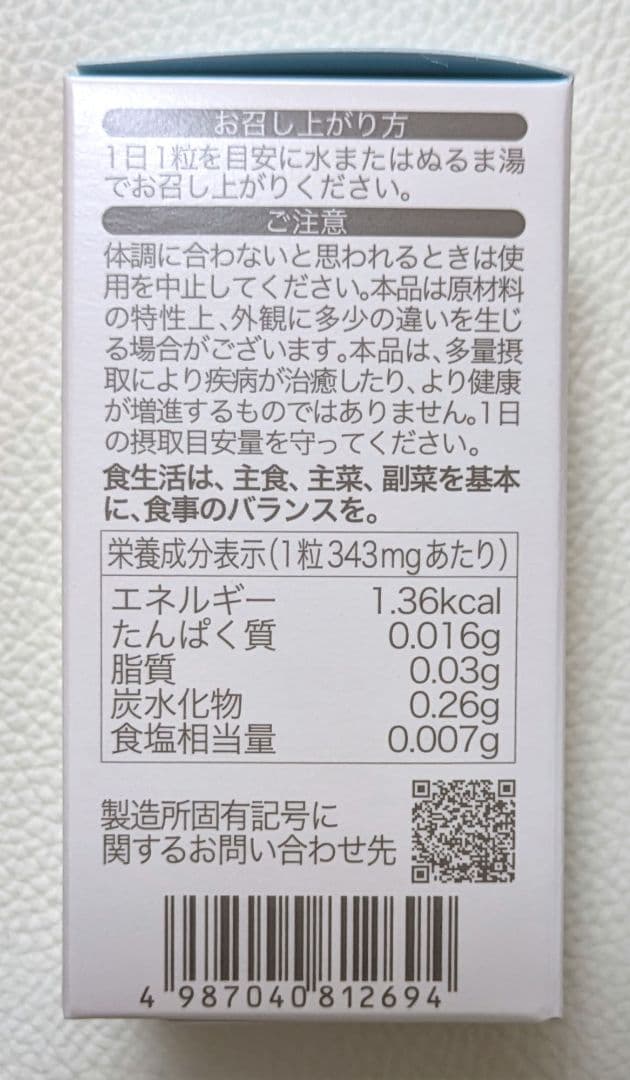 お召し上がり方
1日1粒を目安に水またはぬるま湯
でお召し上がりください。
ご注意
体調に合わないと思われるときは使
用を中止してください。本品は原材料
の特性上、外観に多少の違いを生じ
る場合がございます。本品は、多量摂
取により疾病が治癒したり、より健康
が増進するものではありません。1日
の摂取目安量を守ってください。
食生活は、主食、主菜、副菜を基本
に、食事のバランスを。
栄養成分表示(1粒343mgあたり)
エネルギー 1.36kcal
たんぱく質 0.016g
脂質 0.03g
炭水化物 0.26g
食塩相当量 0.007g
製造所固有記号に
関するお問い合わせ先
4 987040 812694